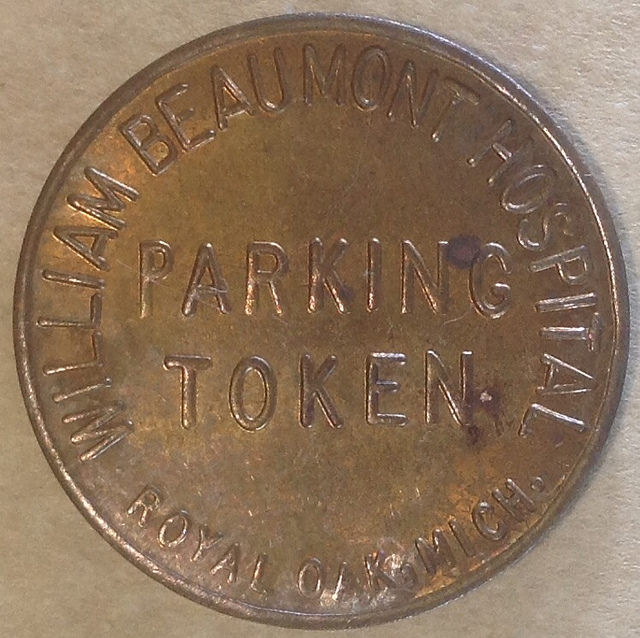 WILLIAM BEAUMONT HOSPITAL
PARKING
TOKEN
ROYAL OAK, MICH.